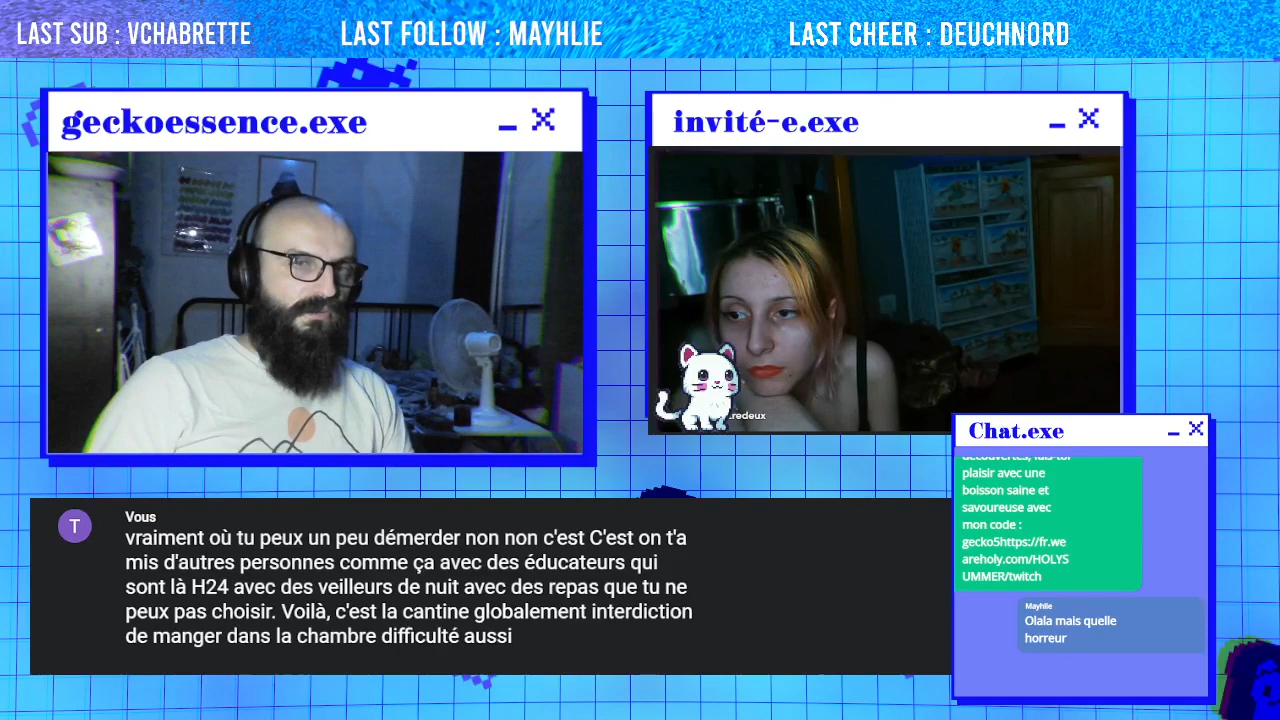 LAST SUB : VCHABRETTE
LAST FOLLOW : MAYHLIE
LAST CHEER : DEUCHNORD
geckoessence.exe
invité-e.exe
.redeux
T
Vous
vraiment où tu peux un peu démerder non non c'est C'est on t'a
mis d'autres personnes comme ça avec des éducateurs qui
sont là H24 avec des veilleurs de nuit avec des repas que tu ne
peux pas choisir. Voilà, c'est la cantine globalement interdiction
de manger dans la chambre difficulté aussi
Chat.exe
plaisir avec une
boisson saine et
savoureuse avec
mon code :
gecko5https://fr.we
areholy.com/HOLYS
UMMER/twitch
Mayhlie
Olala mais quelle
horreur